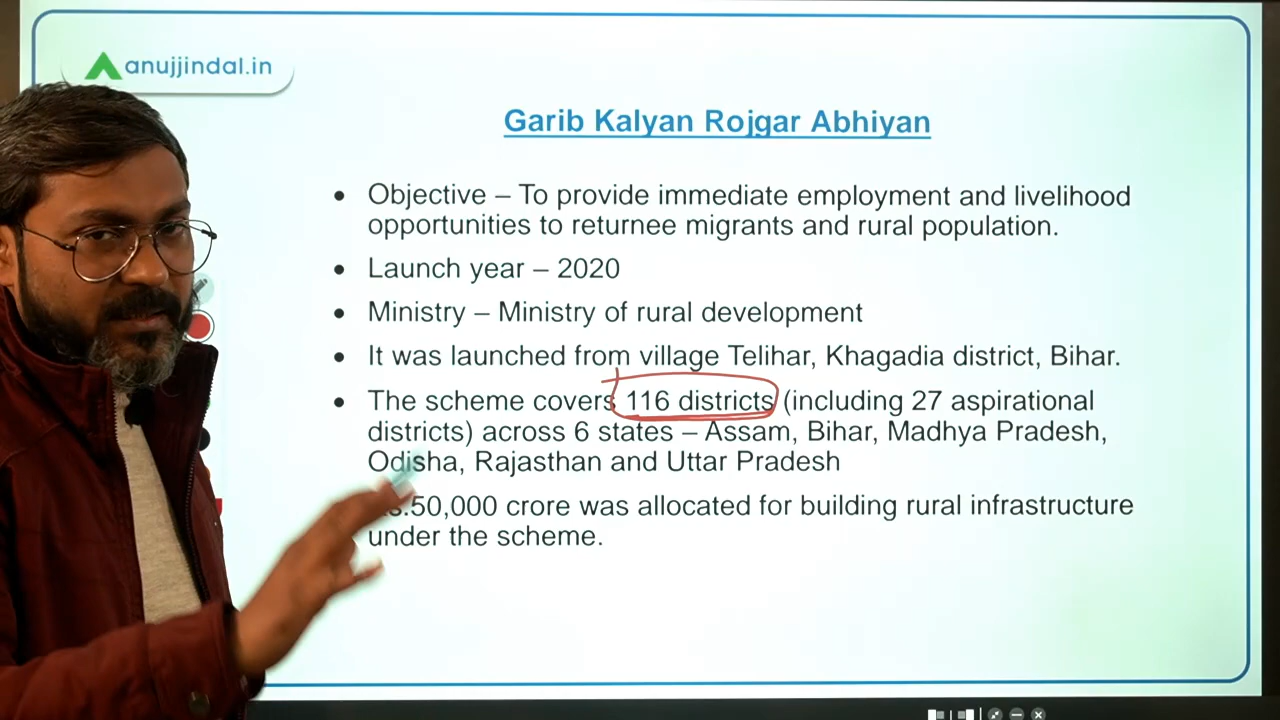 anujjindal.in
Garib Kalyan Rojgar Abhiyan
• Objective – To provide immediate employment and livelihood
opportunities to returnee migrants and rural population.
• Launch year – 2020
• Ministry – Ministry of rural development
• It was launched from village Telihar, Khagadia district, Bihar.
• The scheme covers 116 districts (including 27 aspirational
districts) across 6 states – Assam, Bihar, Madhya Pradesh,
Odisha, Rajasthan and Uttar Pradesh
50,000 crore was allocated for building rural infrastructure
under the scheme.